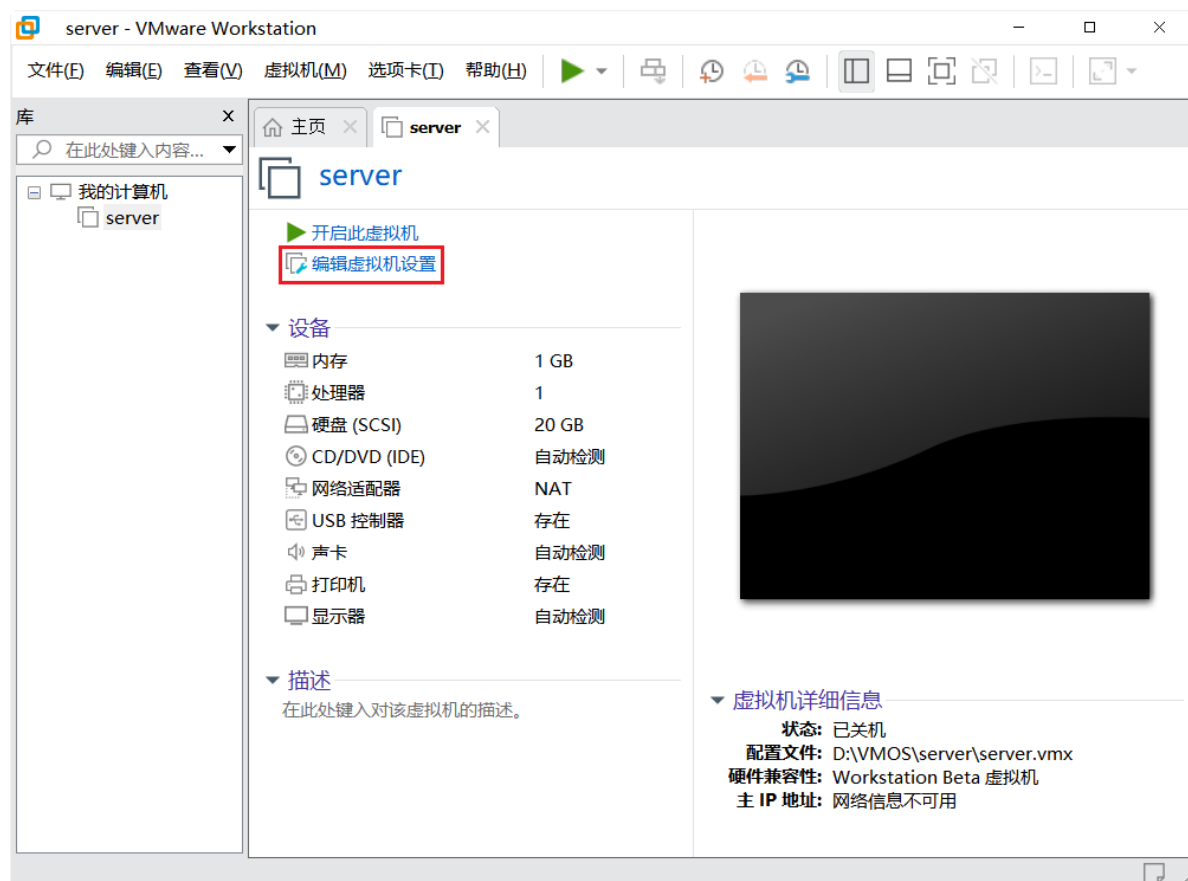 server - VMware Workstation
文件(F) 编辑(E) 查看(V) 虚拟机(M) 选项卡(T) 帮助(H)
库
在此处键入内容...
我的计算机
server
主页
server
server
开启此虚拟机
编辑虚拟机设置
设备
内存 1 GB
处理器 1
硬盘 (SCSI) 20 GB
CD/DVD (IDE) 自动检测
网络适配器 NAT
USB 控制器 存在
声卡 自动检测
打印机 存在
显示器 自动检测
描述
在此处键入对该虚拟机的描述。
虚拟机详细信息
状态: 已关机
配置文件: D:\VMOS\server\server.vmx
硬件兼容性: Workstation Beta 虚拟机
主 IP 地址: 网络信息不可用